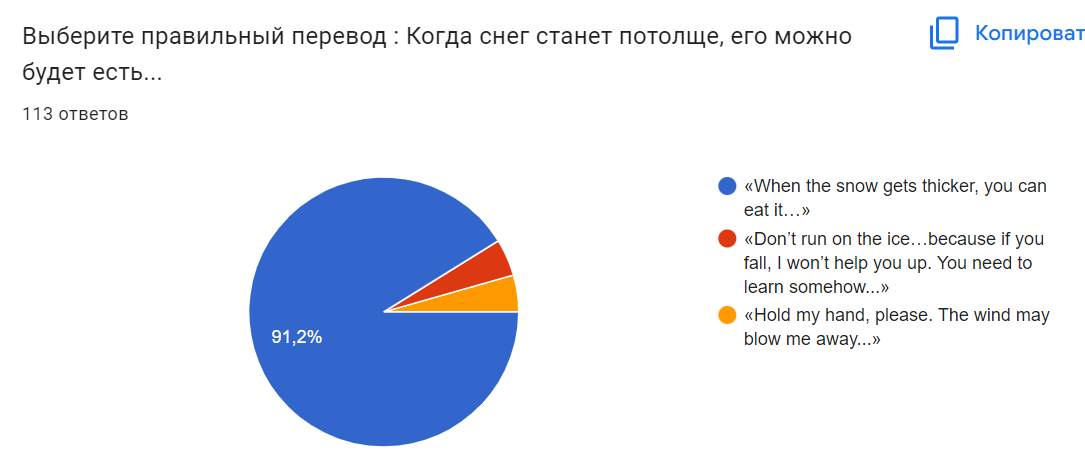 Выберите правильный перевод : Когда снег станет потолще, его можно
будет есть...
Копироват
113 ответов
91,2%
«When the snow gets thicker, you can
eat it…»
«Don’t run on the ice…because if you
fall, I won’t help you up. You need to
learn somehow...»
«Hold my hand, please. The wind may
blow me away...»